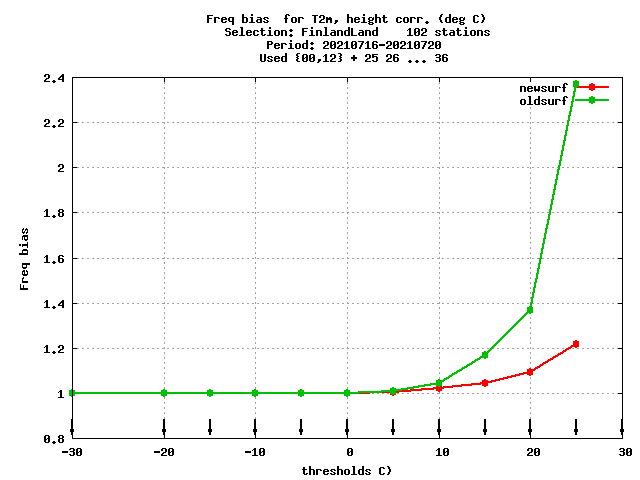 Freq bias  for T2m, height corr. (deg C)
Selection: FinlandLand    102 stations
Period: 20210716-20210720
Used {00,12} + 25 26 ... 36
newsurf
oldsurf
Freq bias
2.4
2.2
2
1.8
1.6
1.4
1.2
1
0.8
-30 -20 -10 0 10 20 30
thresholds C)